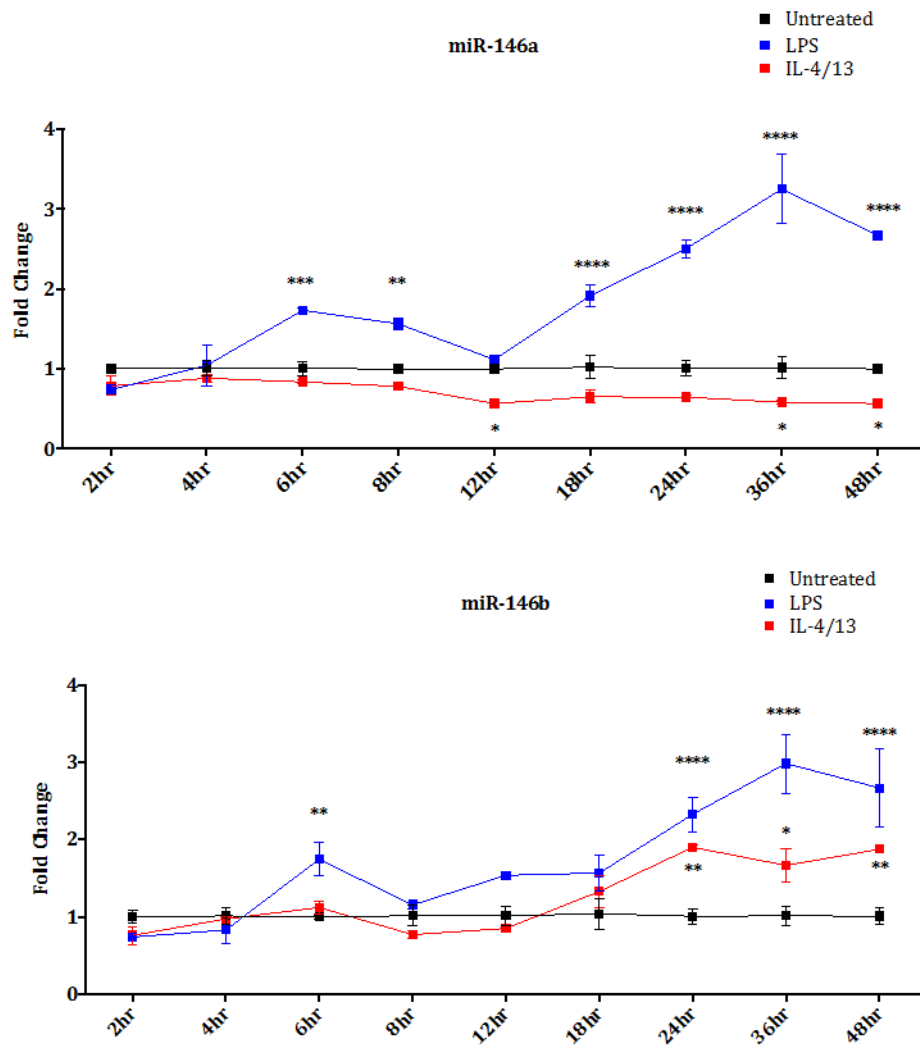 miR-146a
Untreated
LPS
IL-4/13
Fold Change
4
3
2
1
0
***
**
****
****
****
****
*
*
*
2hr
4hr
6hr
8hr
12hr
18hr
24hr
36hr
48hr
miR-146b
Untreated
LPS
IL-4/13
Fold Change
4
3
2
1
0
**
****
****
****
**
*
**
2hr
4hr
6hr
8hr
12hr
18hr
24hr
36hr
48hr